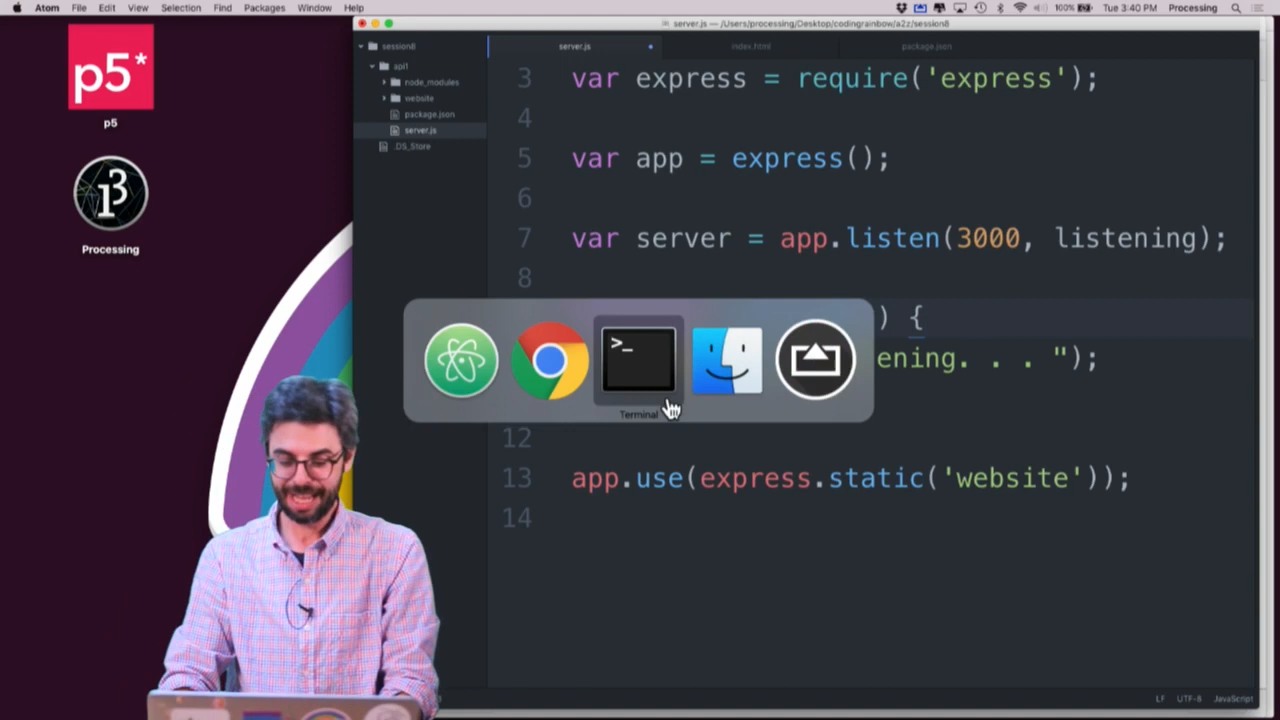 Atom File Edit View Selection Find Packages Window Help
100% Tue 3:40 PM Processing
server.js — /Users/processing/Desktop/codingrainbow/a2z/session8
session8
api1
node_modules
website
package.json
server.js
.DS_Store
server.js index.html package.json
p5*
p5
Processing
3 var express = require('express');
4
5 var app = express();
6
7 var server = app.listen(3000, listening);
8
) {
ening. . . ");
12
13 app.use(express.static('website'));
14
>_
Terminal
LF UTF-8 JavaScript